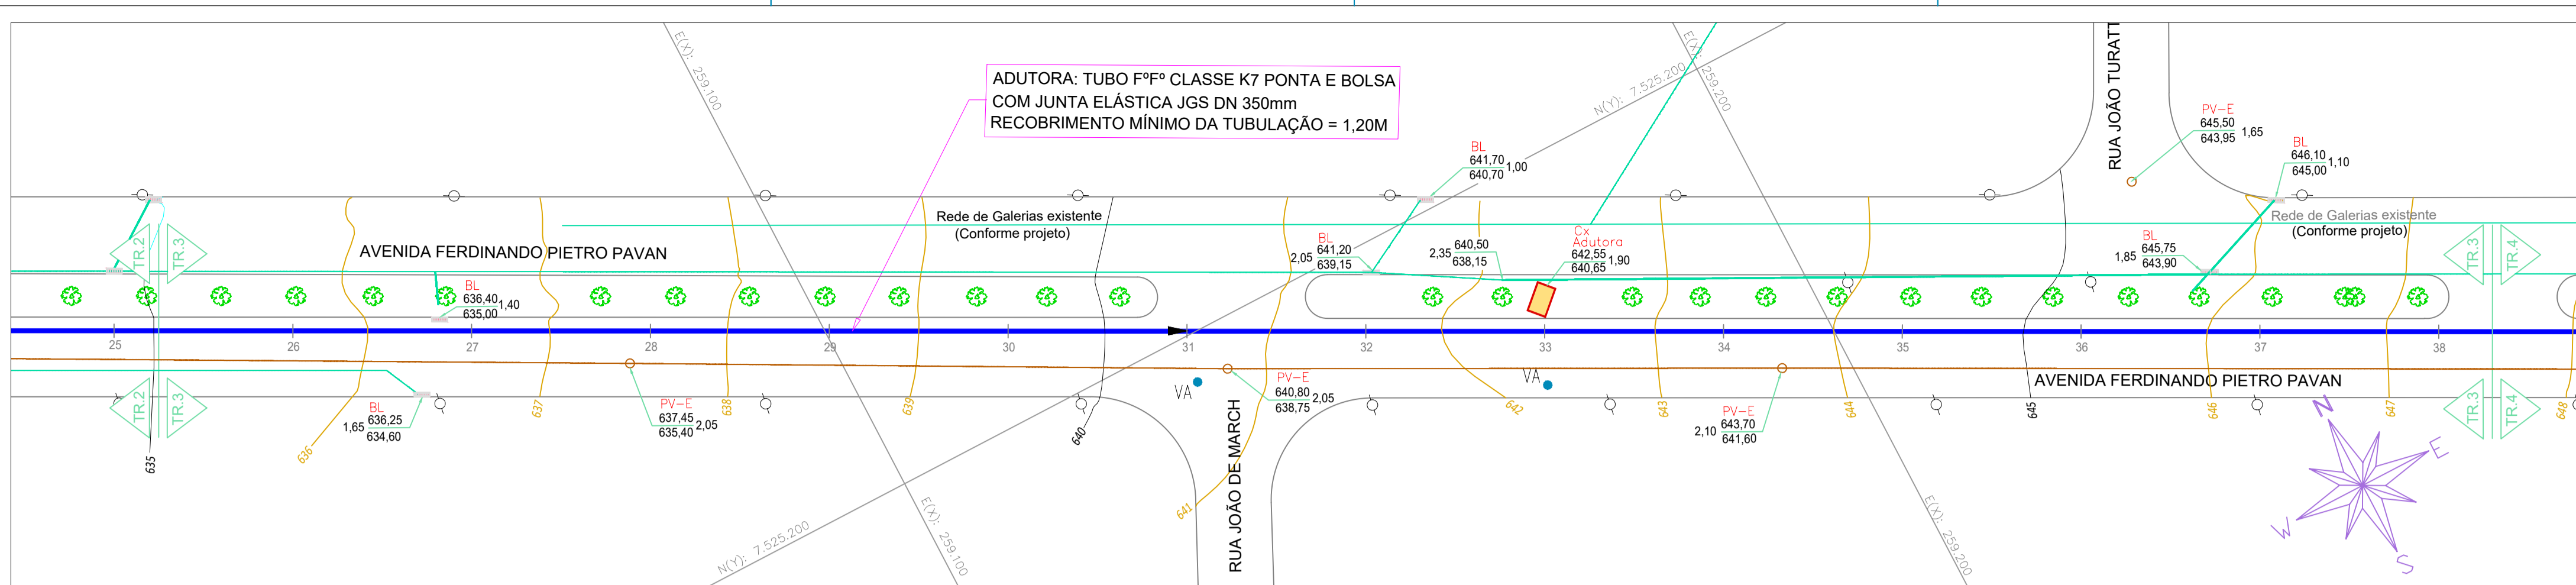 E(X): 259.100
ADUTORA: TUBO FºFº CLASSE K7 PONTA E BOLSA
COM JUNTA ELÁSTICA JGS DN 350mm
RECOBRIMENTO MÍNIMO DA TUBULAÇÃO = 1,20M
N(Y): 7.525.200
E(X): 259.200
RUA JOÃO TURATT
PV-E
645,50
643,95
1,65
BL
641,70
640,70
1,00
BL
646,10
645,00
1,10
TR.2
TR.3
AVENIDA FERDINANDO PIETRO PAVAN
Rede de Galerias existente
(Conforme projeto)
BL
641,20
639,15
2,05
640,50
638,15
2,35
Cx
Adutora
642,55
640,65
1,90
BL
645,75
643,90
1,85
Rede de Galerias existente
(Conforme projeto)
TR.3
TR.4
BL
636,40
635,00
1,40
25
26
27
28
29
30
31
32
33
34
35
36
37
38
TR.2
TR.3
BL
636,25
634,60
1,65
PV-E
637,45
635,40
2,05
VA
PV-E
640,80
638,75
2,05
VA
PV-E
643,70
641,60
2,10
AVENIDA FERDINANDO PIETRO PAVAN
TR.3
TR.4
635
636
637
638
639
640
641
642
643
644
645
646
647
648
RUA JOÃO DE MARCH
N(Y): 7.525.200
E(X): 259.100
E(X): 259.200
N
E
W
S